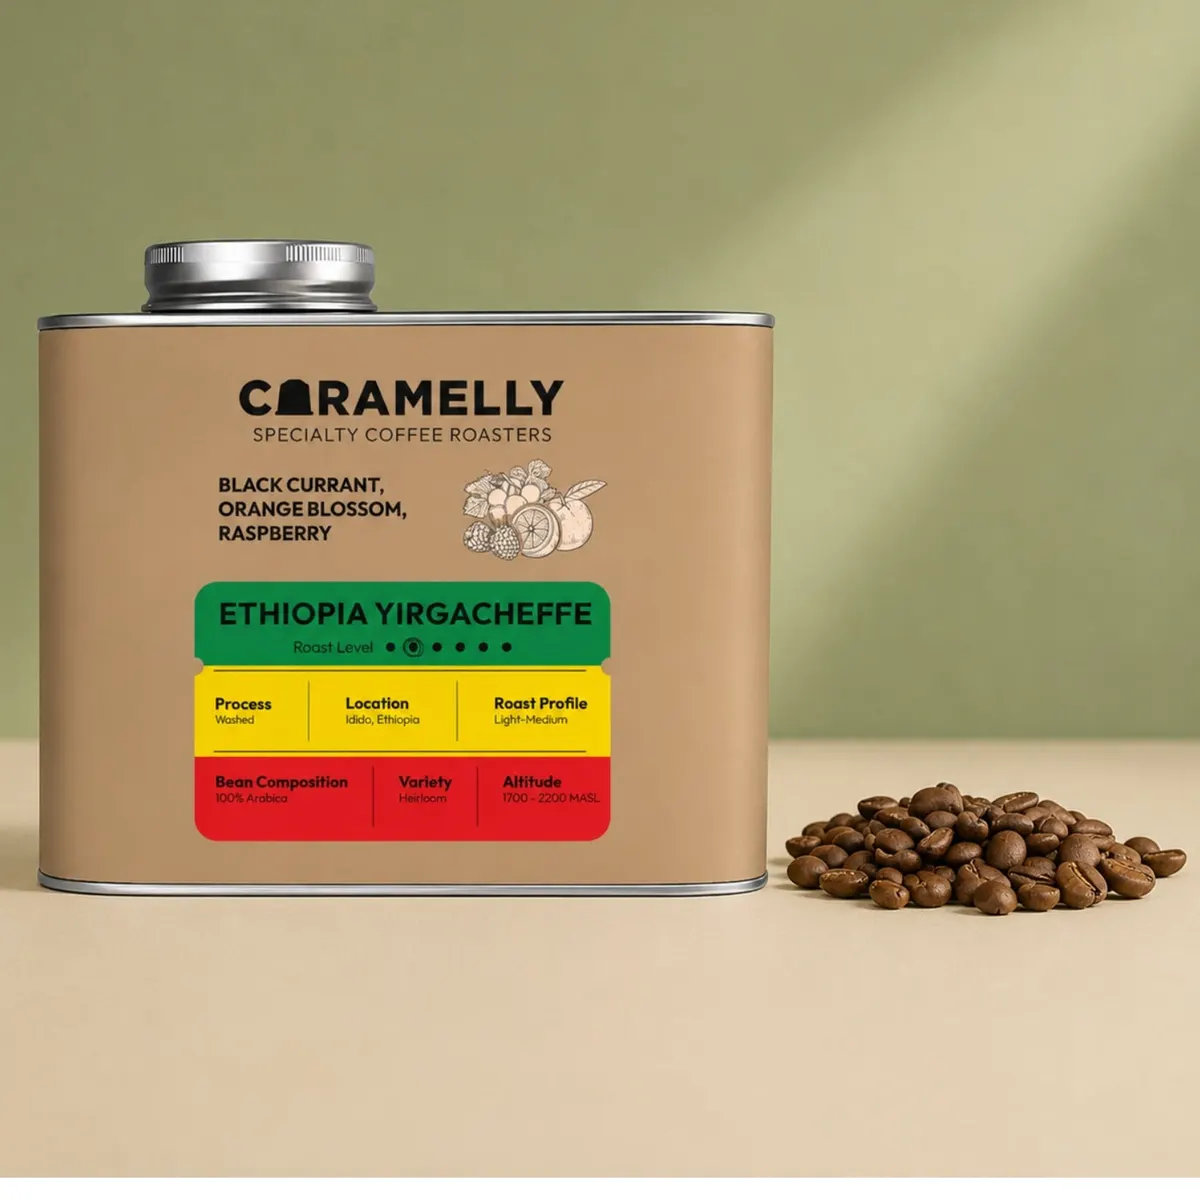 CARAMELLY
SPECIALTY COFFEE ROASTERS
BLACK CURRANT,
ORANGE BLOSSOM,
RASPBERRY
ETHIOPIA YIRGACHEFFE
Roast Level
Process
Washed
Location
Idido, Ethiopia
Roast Profile
Light-Medium
Bean Composition
100% Arabica
Variety
Heirloom
Altitude
1700 - 2200 MASL